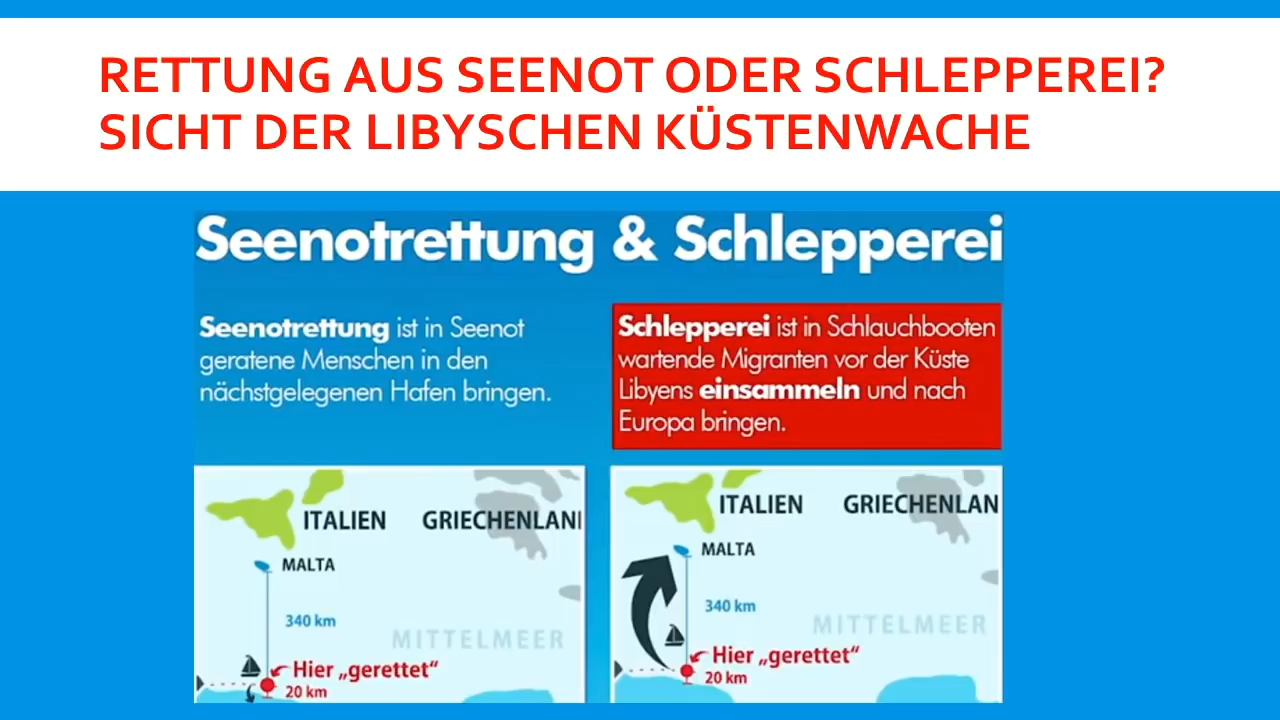 RETTUNG AUS SEENOT ODER SCHLEPPEREI?
SICHT DER LIBYSCHEN KÜSTENWACHE
Seenotrettung & Schlepperei
Seenotrettung ist in Seenot
geratene Menschen in den
nächstgelegenen Hafen bringen.
Schlepperei ist in Schlauchbooten
wartende Migranten vor der Küste
Libyens einsammeln und nach
Europa bringen.
ITALIEN GRIECHENLAN
MALTA
340 km
MITTELMEER
Hier „gerettet“
20 km
ITALIEN GRIECHENLAN
MALTA
340 km
MITTELMEER
Hier „gerettet“
20 km